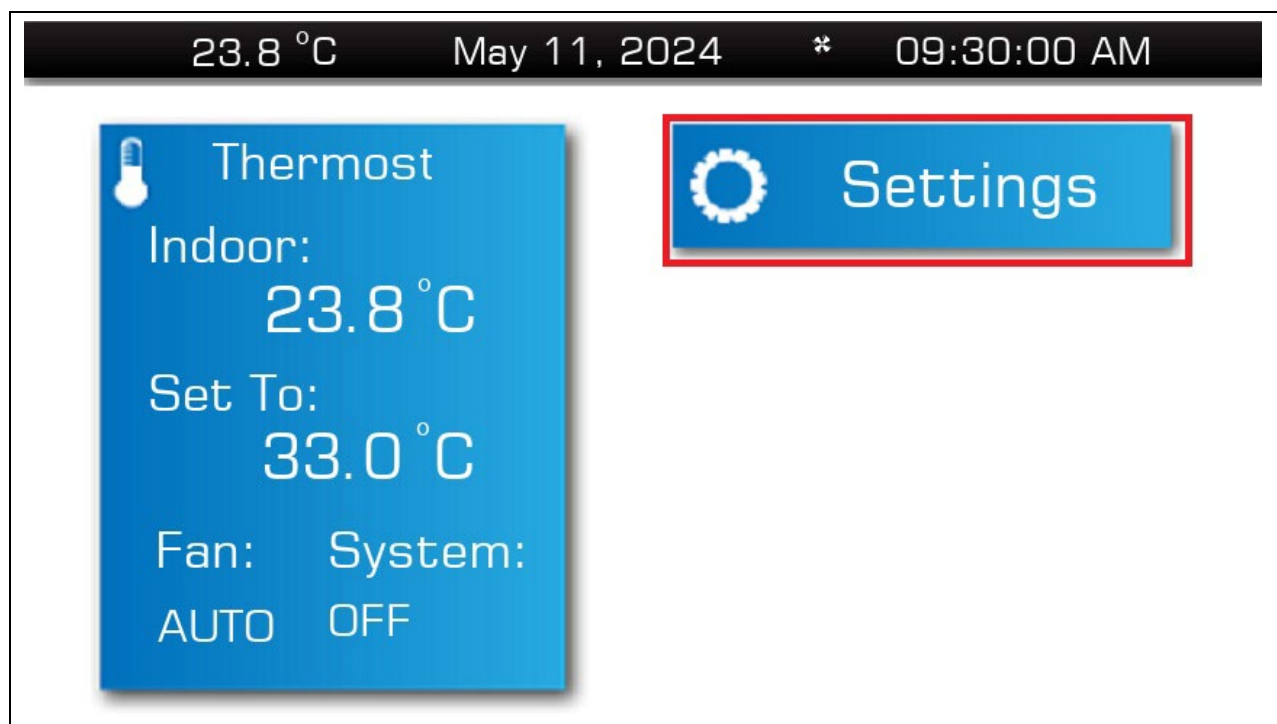 23.8 °C May 11, 2024 09:30:00 AM
Thermost
Indoor:
23.8 °C
Set To:
33.0 °C
Fan: System:
AUTO OFF
Settings